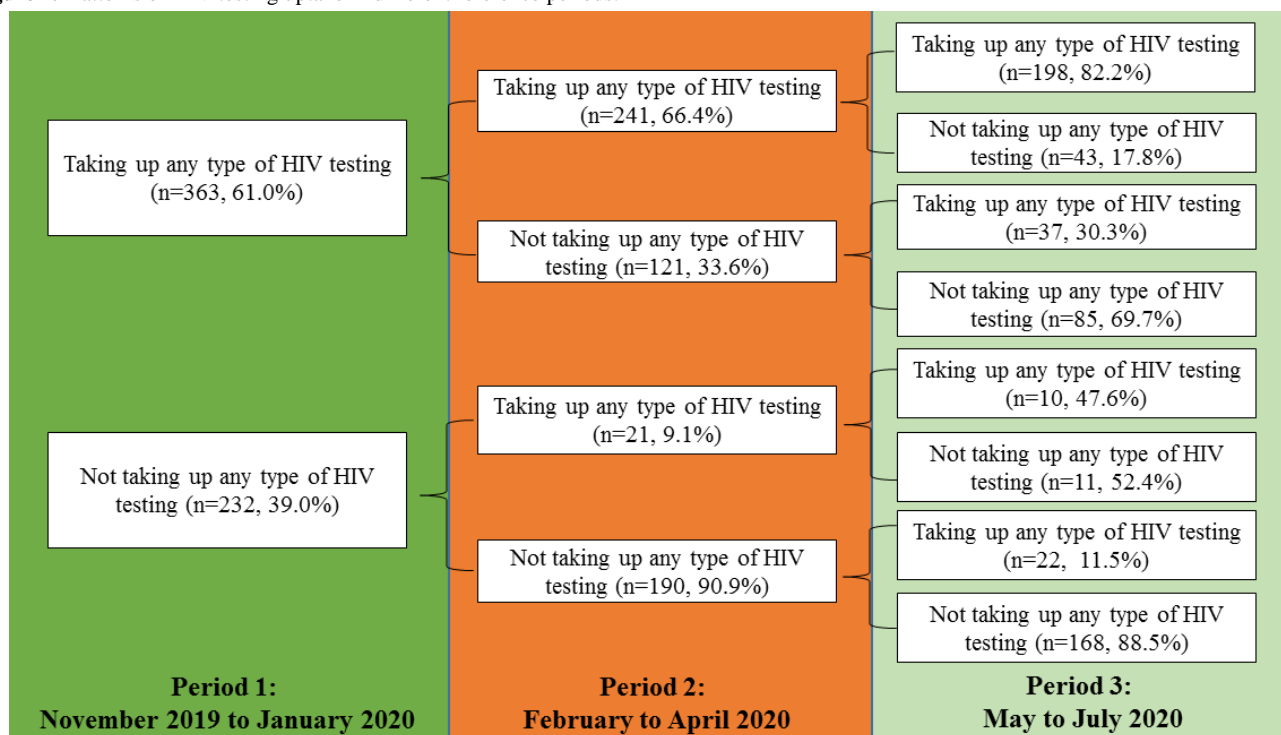 Taking up any type of HIV testing
(n=363, 61.0%)
Not taking up any type of HIV
testing (n=232, 39.0%)
Period 1:
November 2019 to January 2020
Taking up any type of HIV testing
(n=241, 66.4%)
Not taking up any type of HIV
testing (n=121, 33.6%)
Taking up any type of HIV testing
(n=21, 9.1%)
Not taking up any type of HIV
testing (n=190, 90.9%)
Period 2:
February to April 2020
Taking up any type of HIV testing
(n=198, 82.2%)
Not taking up any type of HIV
testing (n=43, 17.8%)
Taking up any type of HIV testing
(n=37, 30.3%)
Not taking up any type of HIV
testing (n=85, 69.7%)
Taking up any type of HIV testing
(n=10, 47.6%)
Not taking up any type of HIV
testing (n=11, 52.4%)
Taking up any type of HIV testing
(n=22, 11.5%)
Not taking up any type of HIV
testing (n=168, 88.5%)
Period 3:
May to July 2020